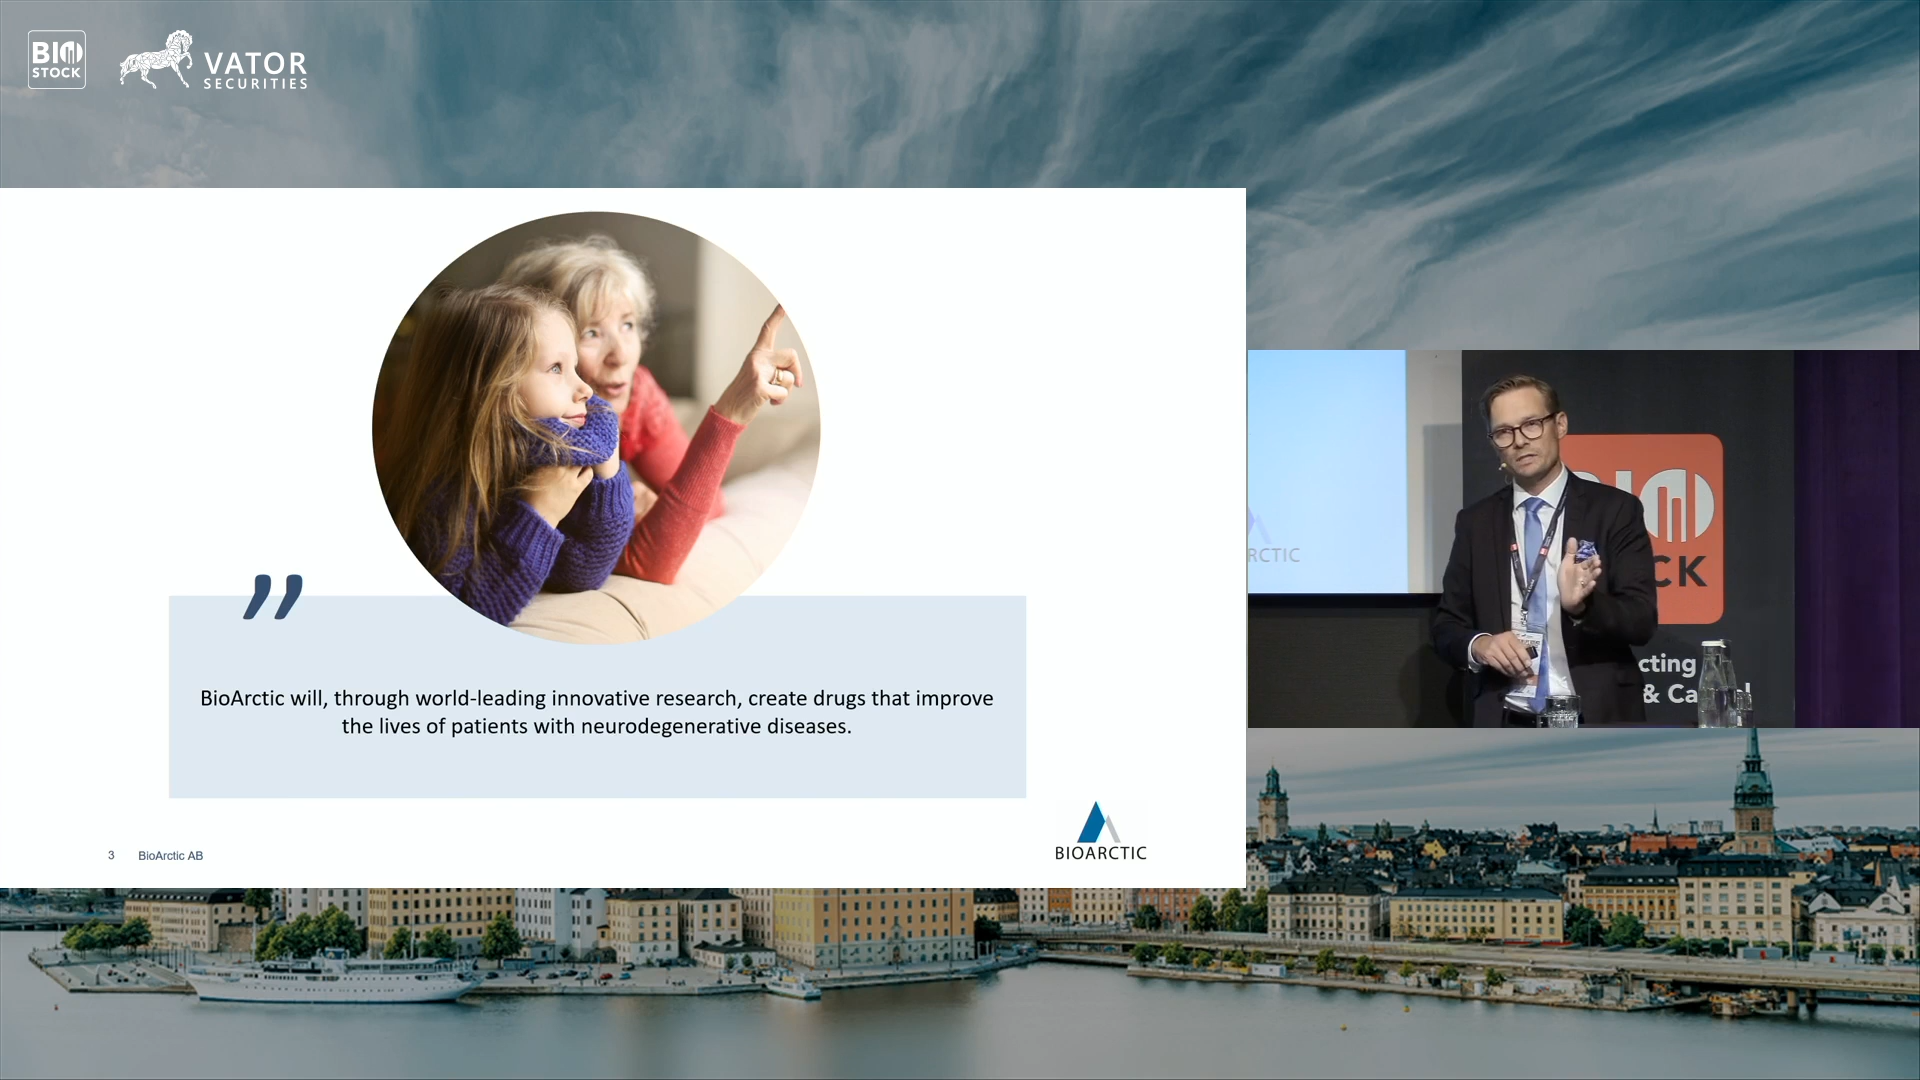 BIO
STOCK
VATOR
SECURITIES
”
BioArctic will, through world-leading innovative research, create drugs that improve
the lives of patients with neurodegenerative diseases.
3 BioArctic AB
BIOARCTIC
RCTIC
BIO
CK
cting
& Ca